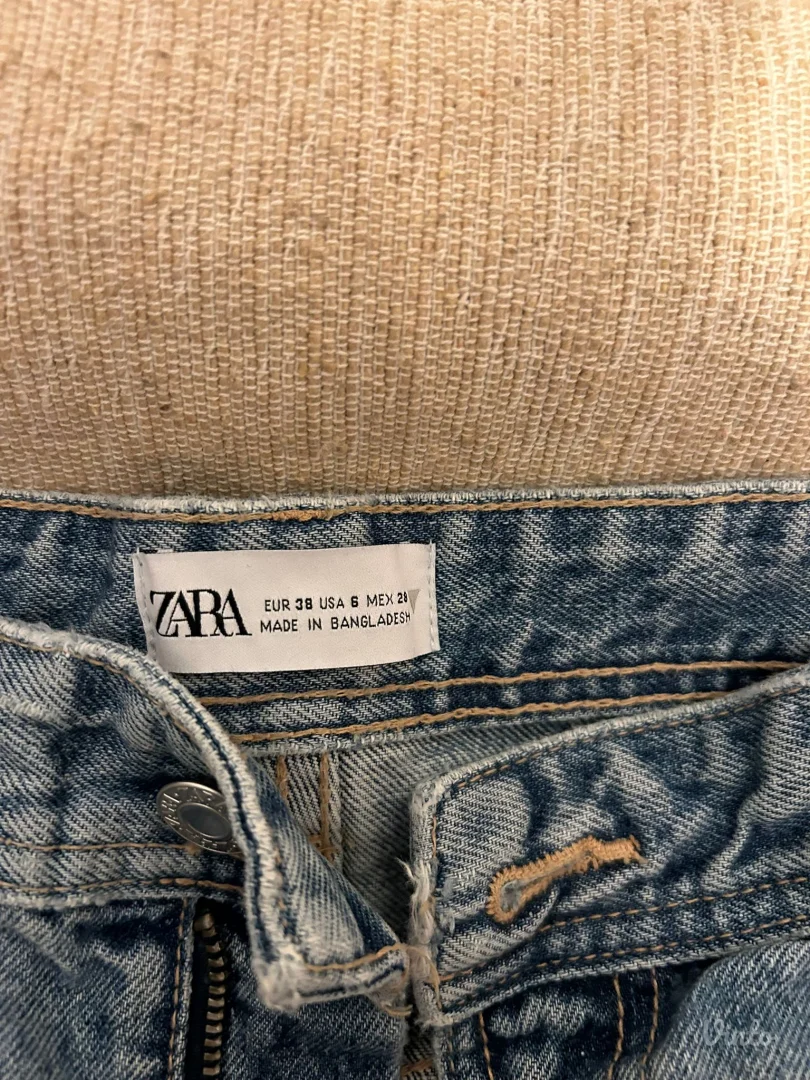 ZARA
EUR 38 USA 6 MEX 28
MADE IN BANGLADESH